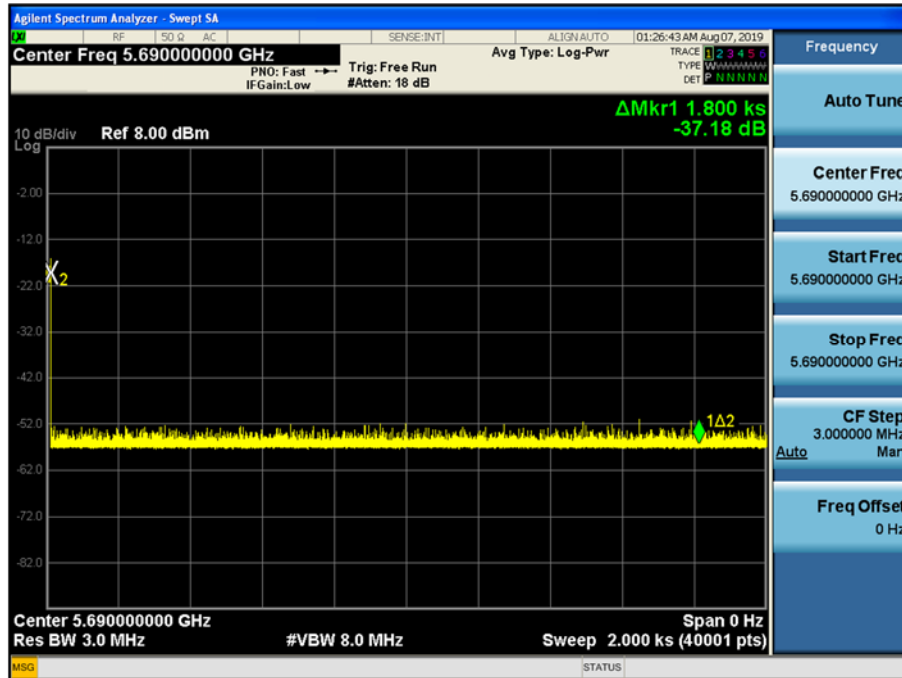 Agilent Spectrum Analyzer - Swept SA
LXI RF 50 Ω AC SENSE:INT ALIGN AUTO 01:26:43 AM Aug 07, 2019
Center Freq 5.690000000 GHz
PNO: Fast
IFGain:Low
Trig: Free Run
#Atten: 18 dB
Avg Type: Log-Pwr
TRACE 1 2 3 4 5 6
TYPE WWWWWW
DET P N N N N N
ΔMkr1 1.800 ks
-37.18 dB
10 dB/div Ref 8.00 dBm
Log
-2.00
-12.0
-22.0
-32.0
-42.0
-52.0
-62.0
-72.0
-82.0
X2
1Δ2
Center 5.690000000 GHz Span 0 Hz
Res BW 3.0 MHz #VBW 8.0 MHz Sweep 2.000 ks (40001 pts)
MSG STATUS
Frequency
Auto Tune
Center Freq
5.690000000 GHz
Start Freq
5.690000000 GHz
Stop Freq
5.690000000 GHz
CF Step
3.000000 MHz
Auto Man
Freq Offset
0 Hz